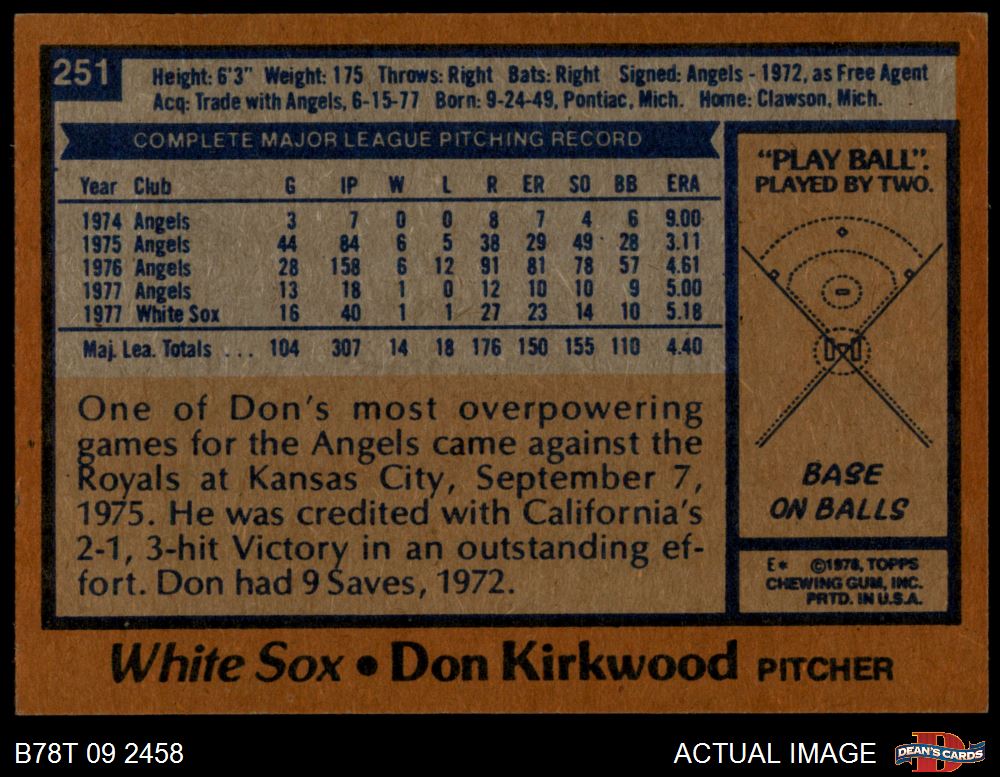 251
Height: 6'3" Weight: 175 Throws: Right Bats: Right Signed: Angels - 1972, as Free Agent
Acq: Trade with Angels, 6-15-77 Born: 9-24-49, Pontiac, Mich. Home: Clawson, Mich.
COMPLETE MAJOR LEAGUE PITCHING RECORD
Year Club G IP W L R ER SO BB ERA
1974 Angels 3 7 0 0 8 7 4 6 9.00
1975 Angels 44 84 6 5 38 29 49 28 3.11
1976 Angels 28 158 6 12 91 81 78 57 4.61
1977 Angels 13 18 1 0 12 10 10 9 5.00
1977 White Sox 16 40 1 1 27 23 14 10 5.18
Maj. Lea. Totals ... 104 307 14 18 176 150 155 110 4.40
One of Don's most overpowering
games for the Angels came against the
Royals at Kansas City, September 7,
1975. He was credited with California's
2-1, 3-hit Victory in an outstanding ef-
fort. Don had 9 Saves, 1972.
"PLAY BALL".
PLAYED BY TWO.
BASE
ON BALLS
E* ©1978, TOPPS
CHEWING GUM, INC.
PRTD. IN U.S.A.
White Sox • Don Kirkwood PITCHER
B78T 09 2458
ACTUAL IMAGE
DEAN'S CARDS